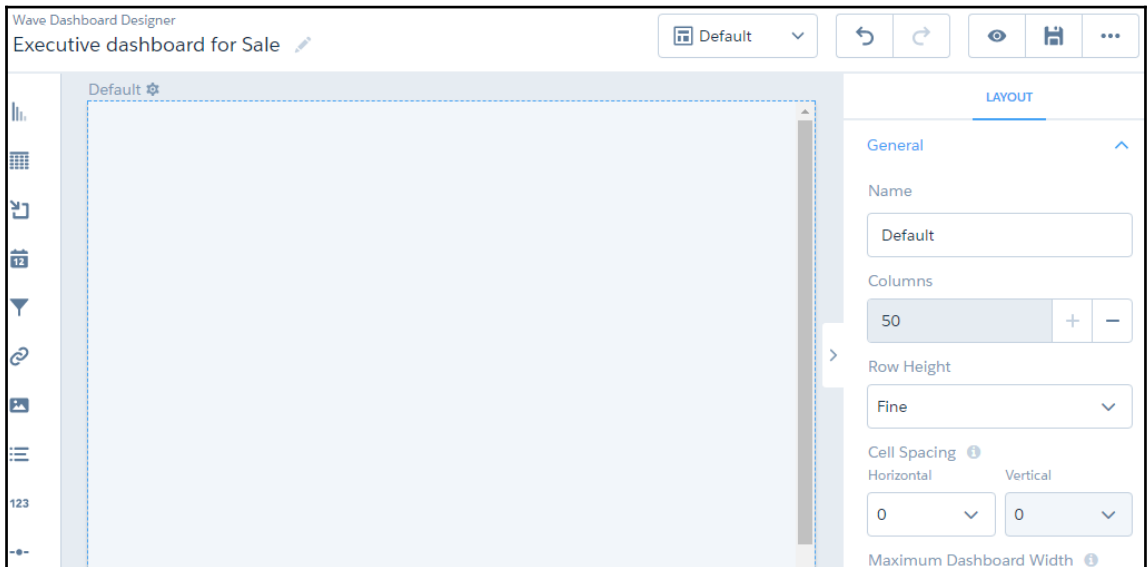 Wave Dashboard Designer
Executive dashboard for Sale
Default
Default
LAYOUT
General
Name
Default
Columns
50
Row Height
Fine
Cell Spacing
Horizontal Vertical
0 0
Maximum Dashboard Width
12
123